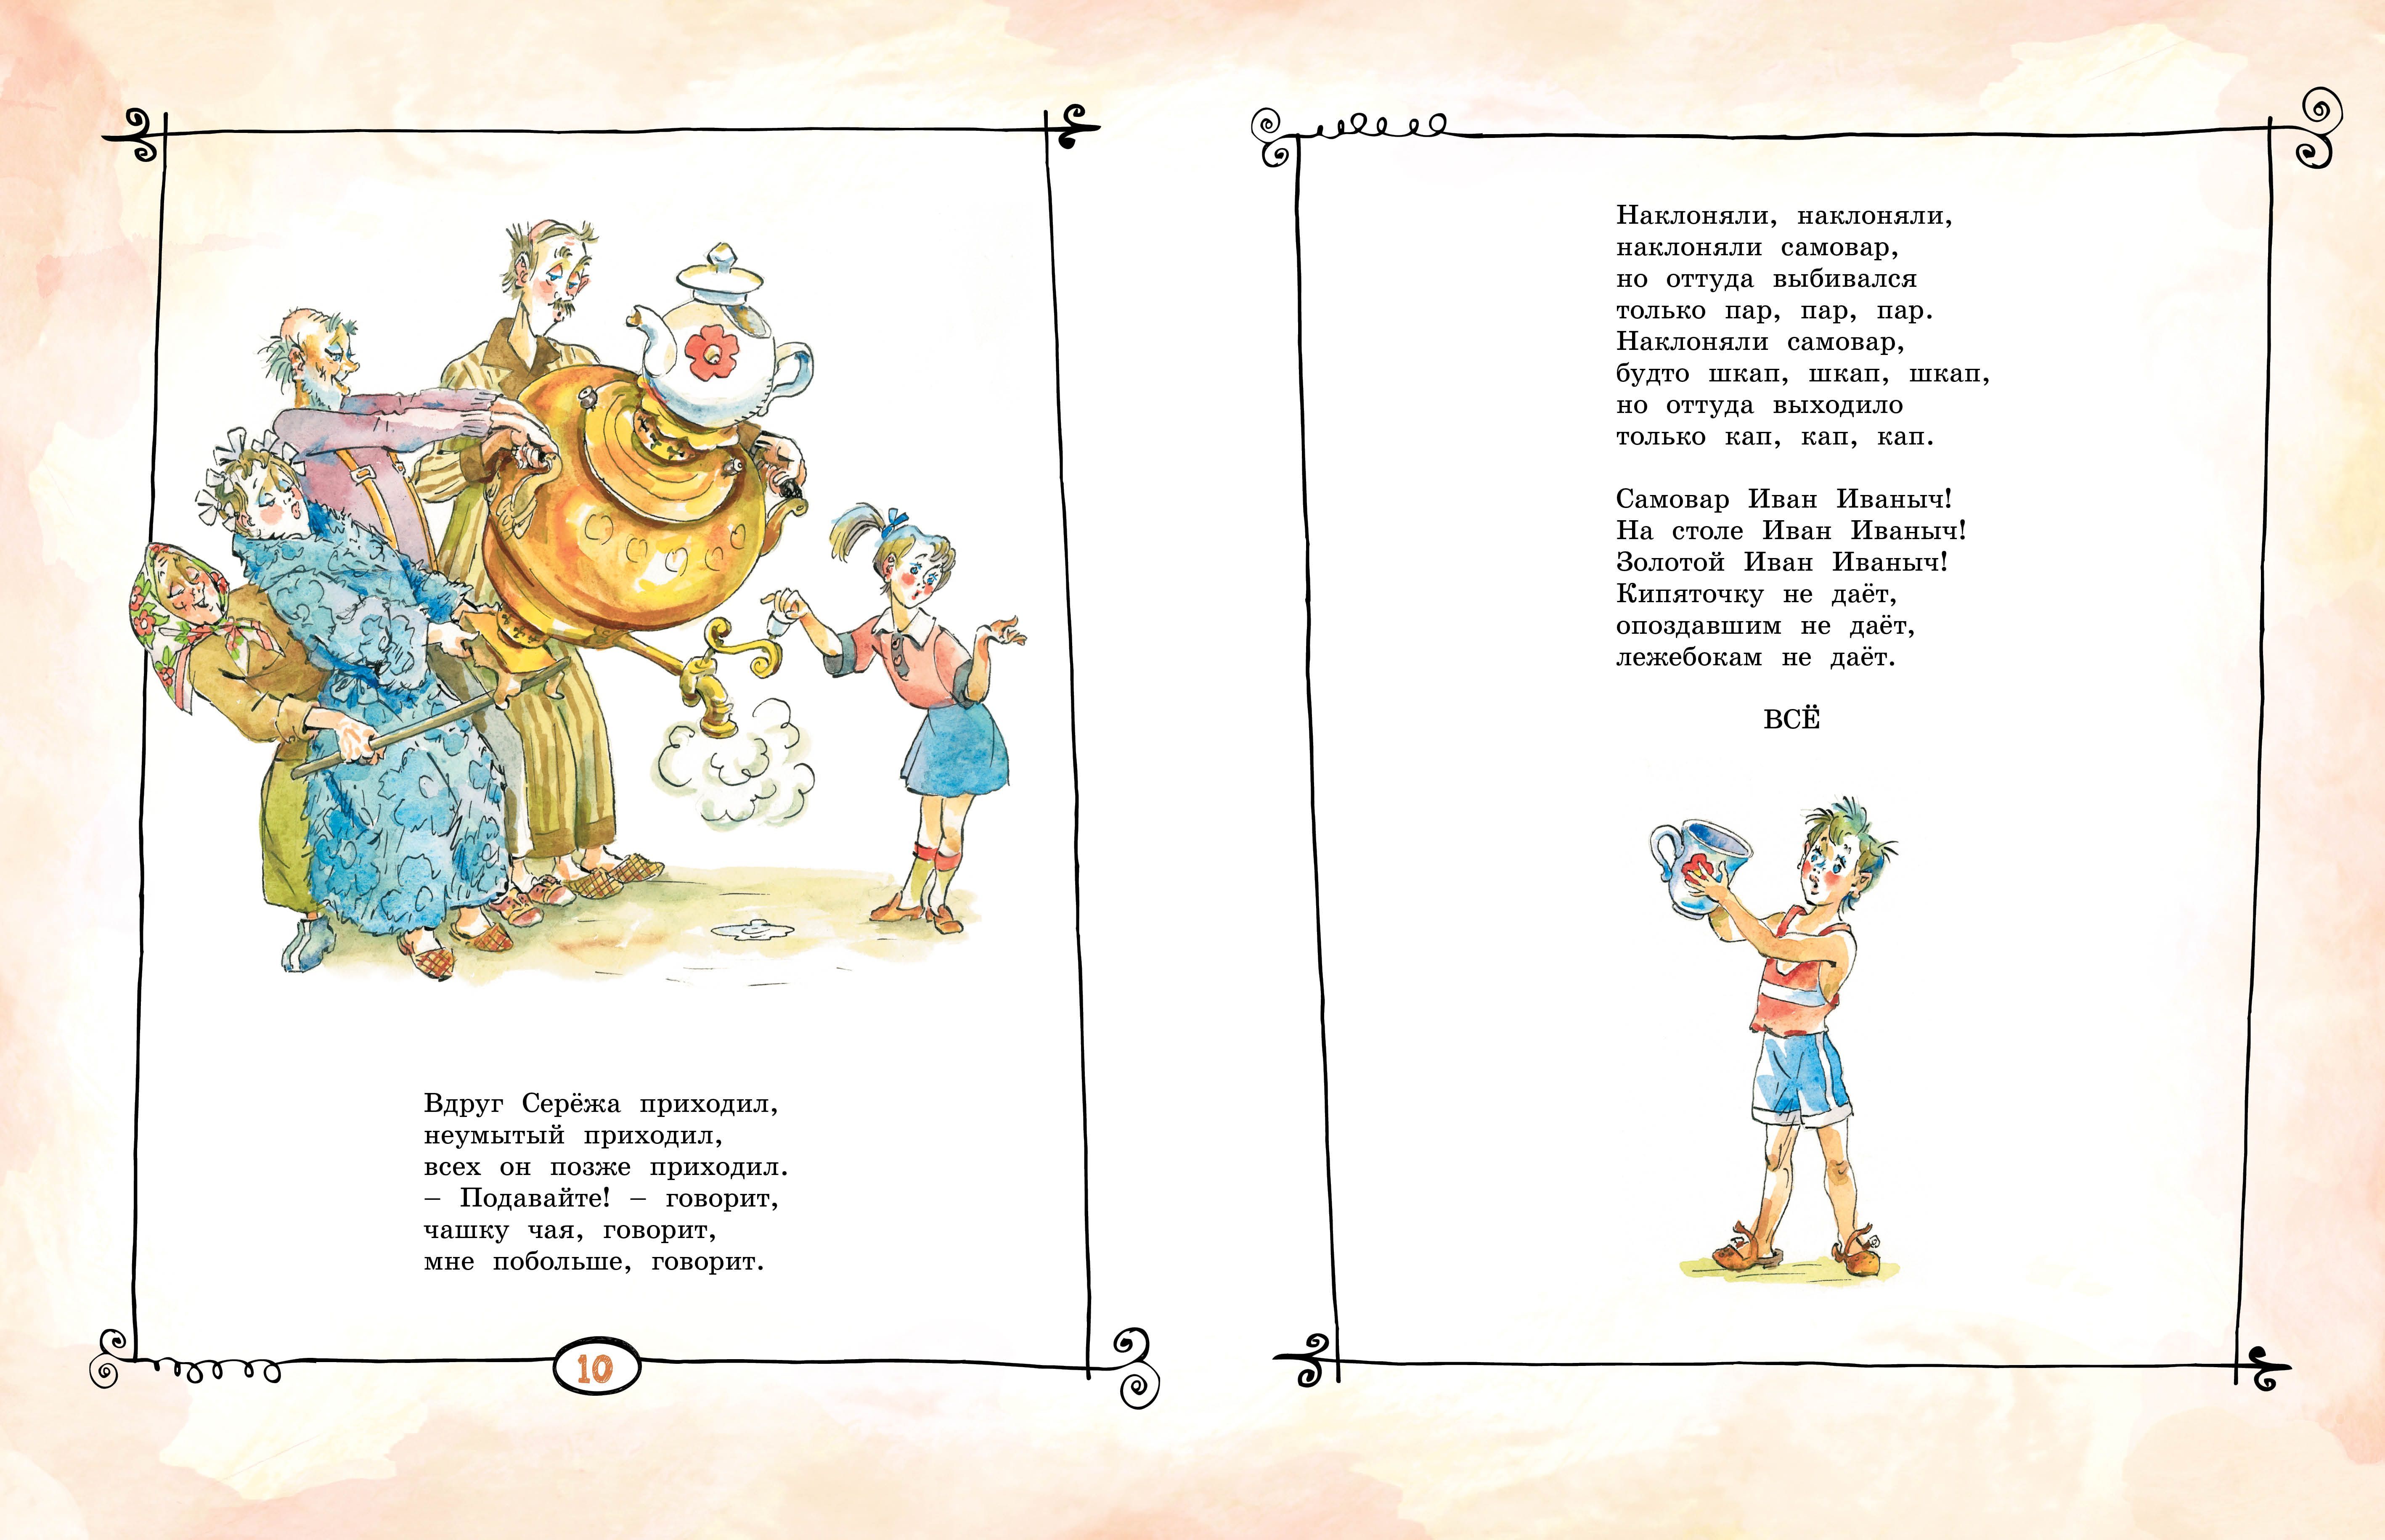 Вдруг Серёжа приходил,
неумытый приходил,
всех он позже приходил.
– Подавайте! – говорит,
чашку чая, говорит,
мне побольше, говорит.
10
Наклоняли, наклоняли,
наклоняли самовар,
но оттуда выбивался
только пар, пар, пар.
Наклоняли самовар,
будто шкап, шкап, шкап,
но оттуда выходило
только кап, кап, кап.
Самовар Иван Иваныч!
На столе Иван Иваныч!
Золотой Иван Иваныч!
Кипяточку не даёт,
опоздавшим не даёт,
лежебокам не даёт.
ВСЁ